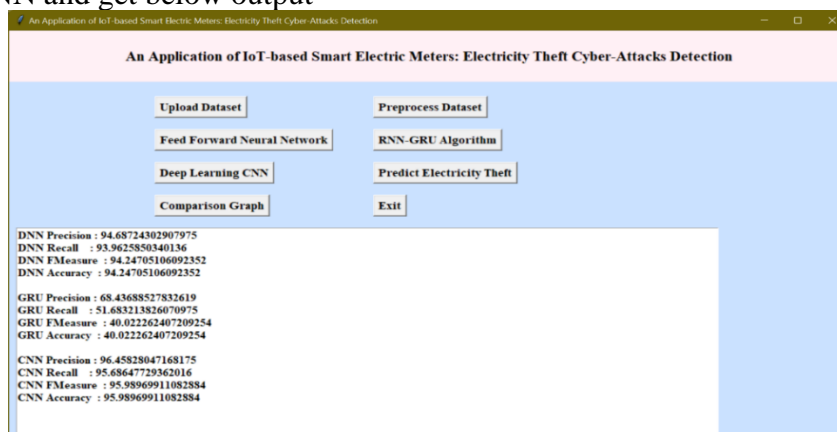 NN and get below output
An Application of IoT-based Smart Electric Meters: Electricity Theft Cyber-Attacks Detection
An Application of IoT-based Smart Electric Meters: Electricity Theft Cyber-Attacks Detection
Upload Dataset Preprocess Dataset
Feed Forward Neural Network RNN-GRU Algorithm
Deep Learning CNN Predict Electricity Theft
Comparison Graph Exit
DNN Precision : 94.68724302907975
DNN Recall : 93.9625850340136
DNN FMeasure : 94.24705106092352
DNN Accuracy : 94.24705106092352
GRU Precision : 68.43688527832619
GRU Recall : 51.683213826070975
GRU FMeasure : 40.022262407209254
GRU Accuracy : 40.022262407209254
CNN Precision : 96.45828047168175
CNN Recall : 95.68647729362016
CNN FMeasure : 95.98969911082884
CNN Accuracy : 95.98969911082884